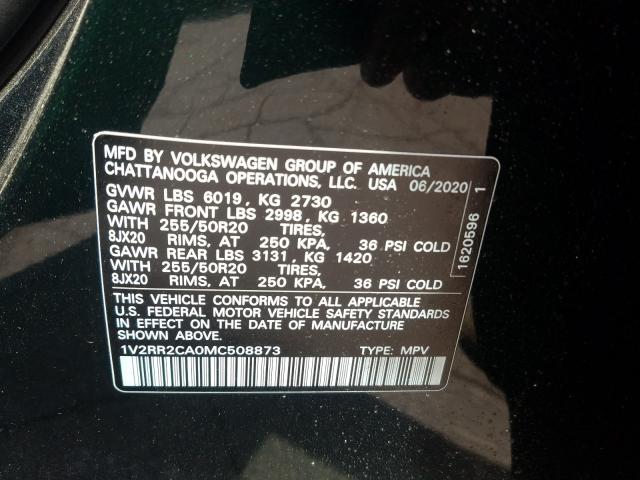 MFD BY VOLKSWAGEN GROUP OF AMERICA
CHATTANOOGA OPERATIONS, LLC. USA 06/2020
GVWR LBS 6019, KG 2730
GAWR FRONT LBS 2998, KG 1360
WITH 255/50R20 TIRES,
8JX20 RIMS, AT 250 KPA, 36 PSI COLD
GAWR REAR LBS 3131, KG 1420
WITH 255/50R20 TIRES,
8JX20 RIMS, AT 250 KPA, 36 PSI COLD
THIS VEHICLE CONFORMS TO ALL APPLICABLE
U.S. FEDERAL MOTOR VEHICLE SAFETY STANDARDS
IN EFFECT ON THE DATE OF MANUFACTURE
SHOWN ABOVE.
1V2RR2CA0MC508873 TYPE: MPV
1620596 1